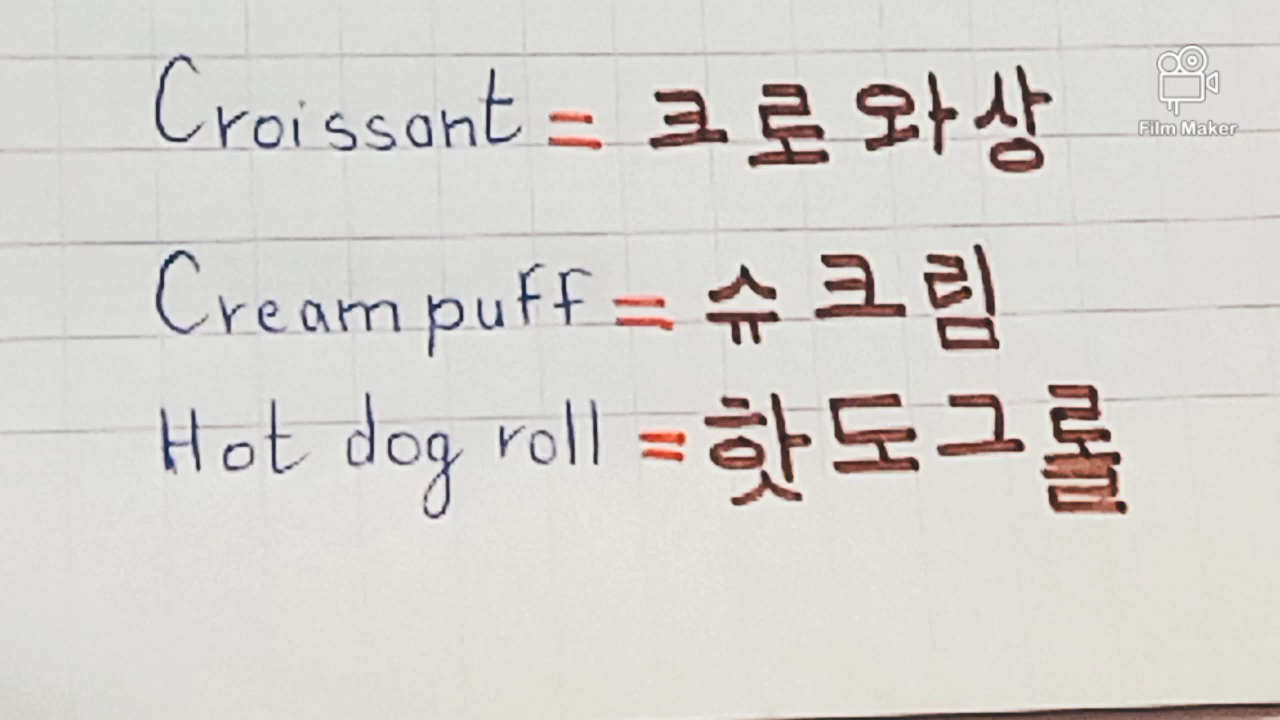 Croissant = 크로와상
Film Maker
Cream puff = 슈크림
Hot dog roll = 핫도그롤